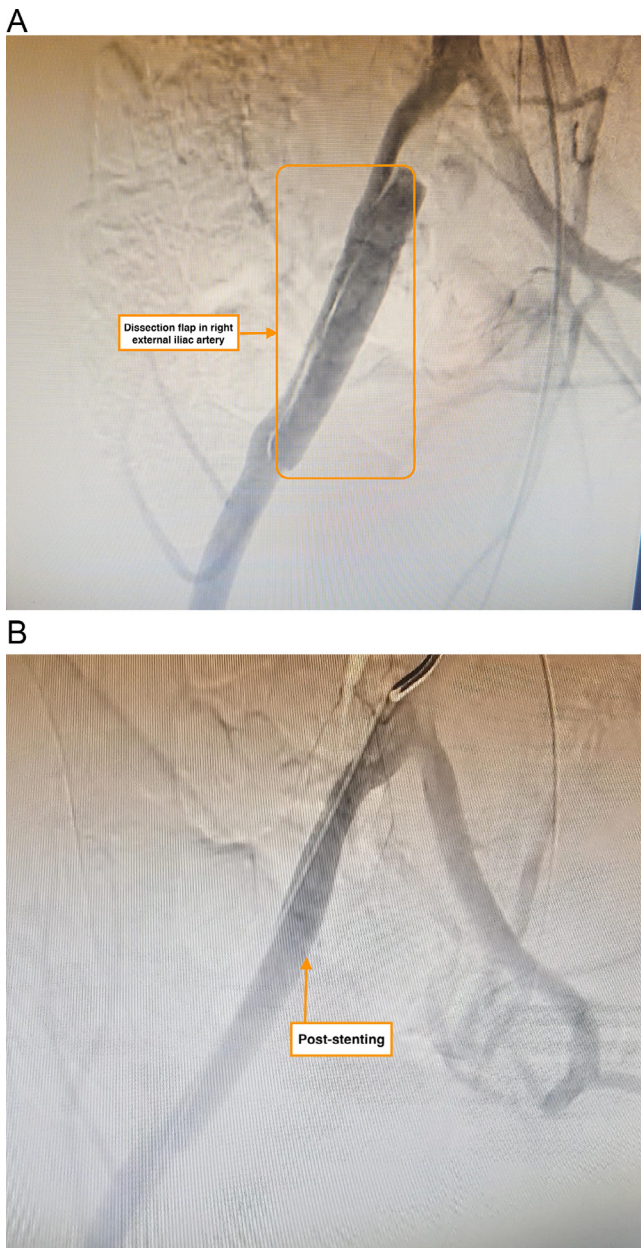 A
Dissection flap in right
external iliac artery
B
Post-stenting